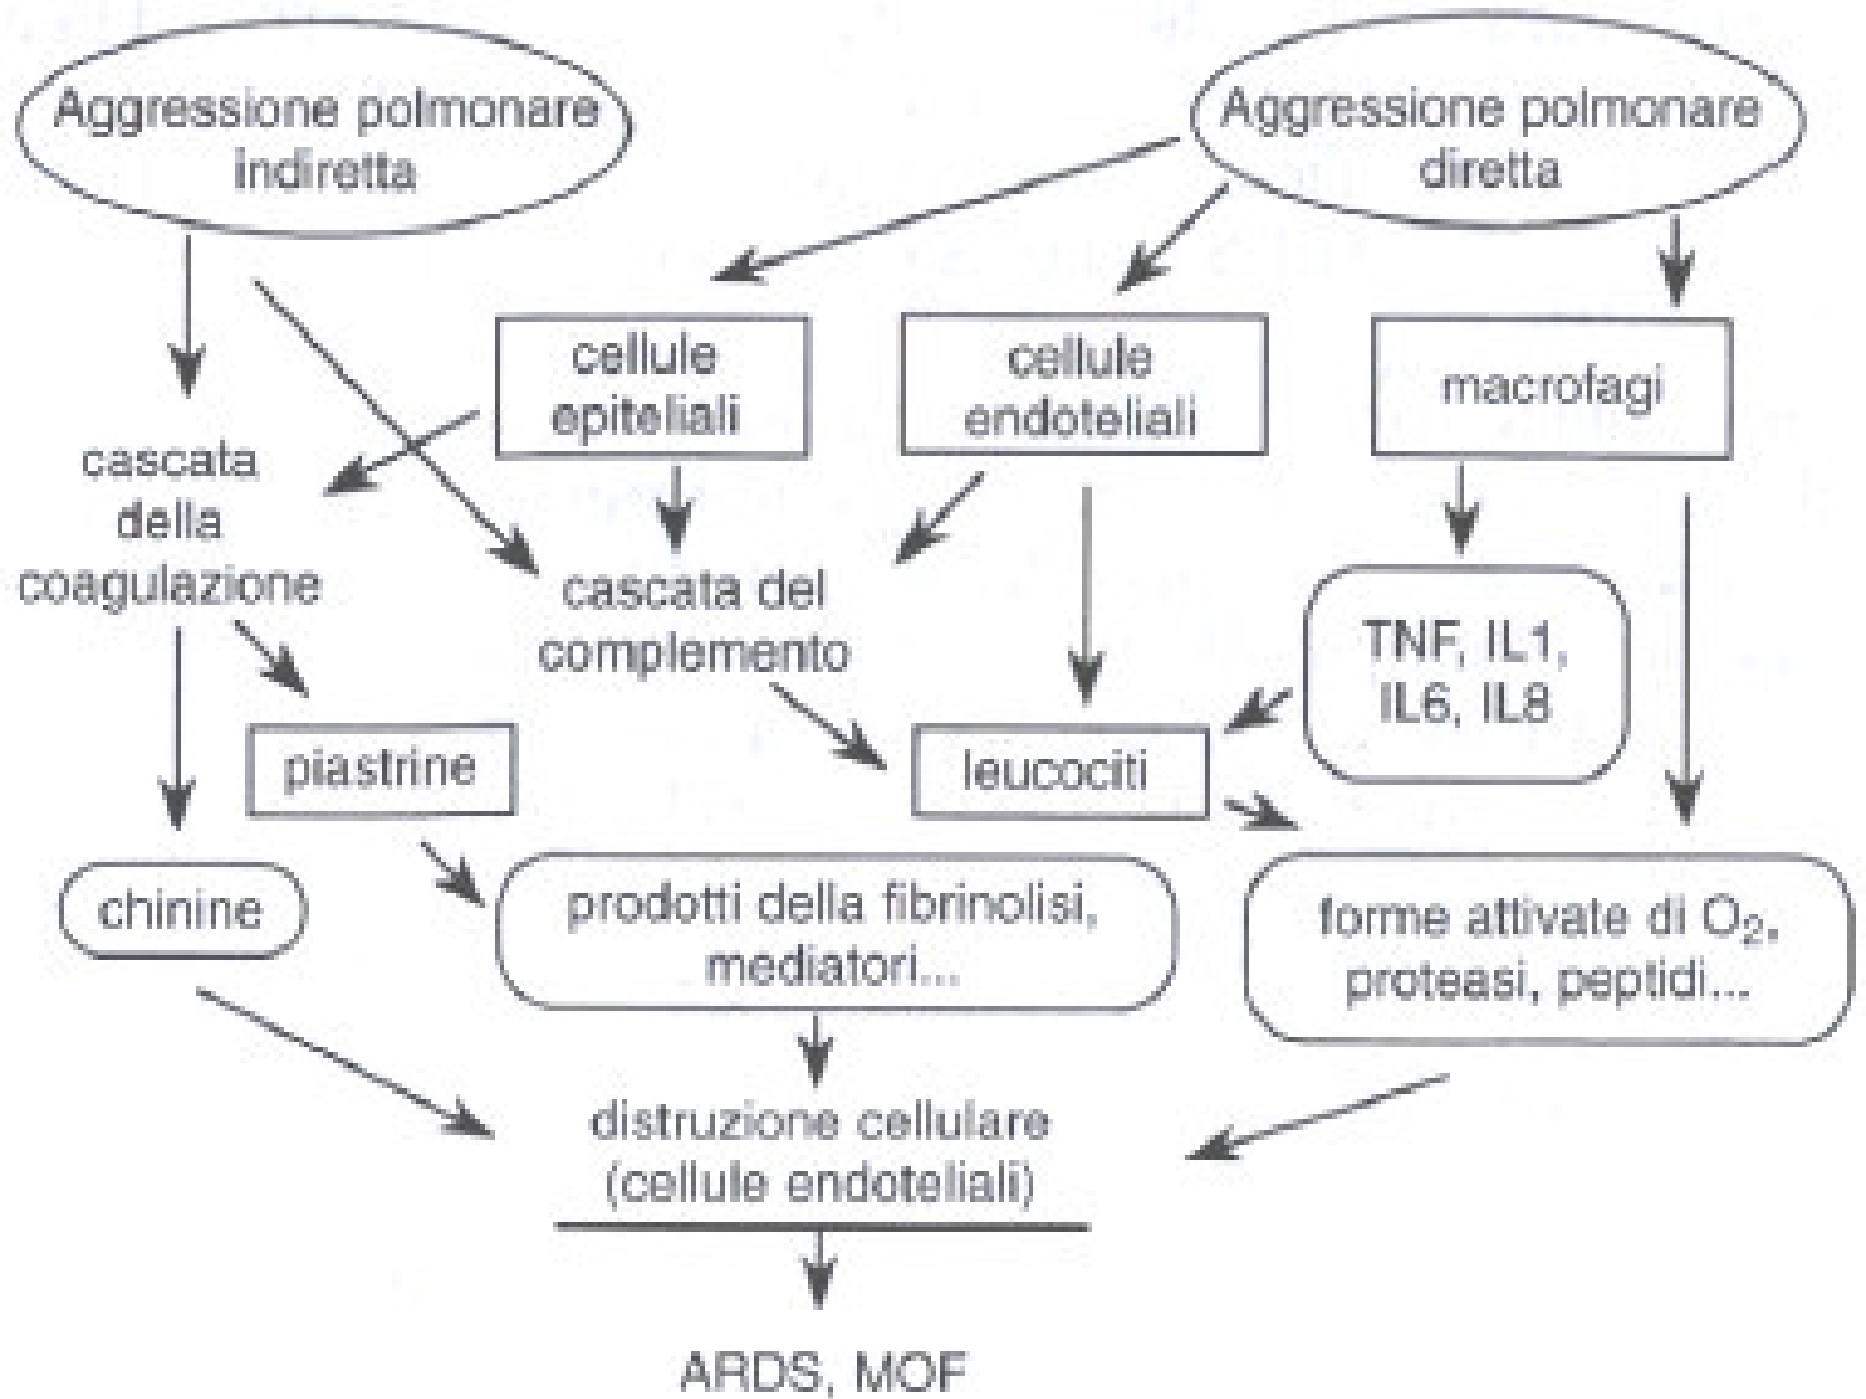 Aggressione polmonare
indiretta
Aggressione polmonare
diretta
cellule
epiteliali
cellule
endoteliali
macrofagi
cascata
della
coagulazione
cascata del
complemento
TNF, IL1,
IL6, IL8
piastrine
leucociti
chinine
prodotti della fibrinolisi,
mediatori...
forme attivate di O₂,
proteasi, peptidi...
distruzione cellulare
(cellule endoteliali)
ARDS, MOF